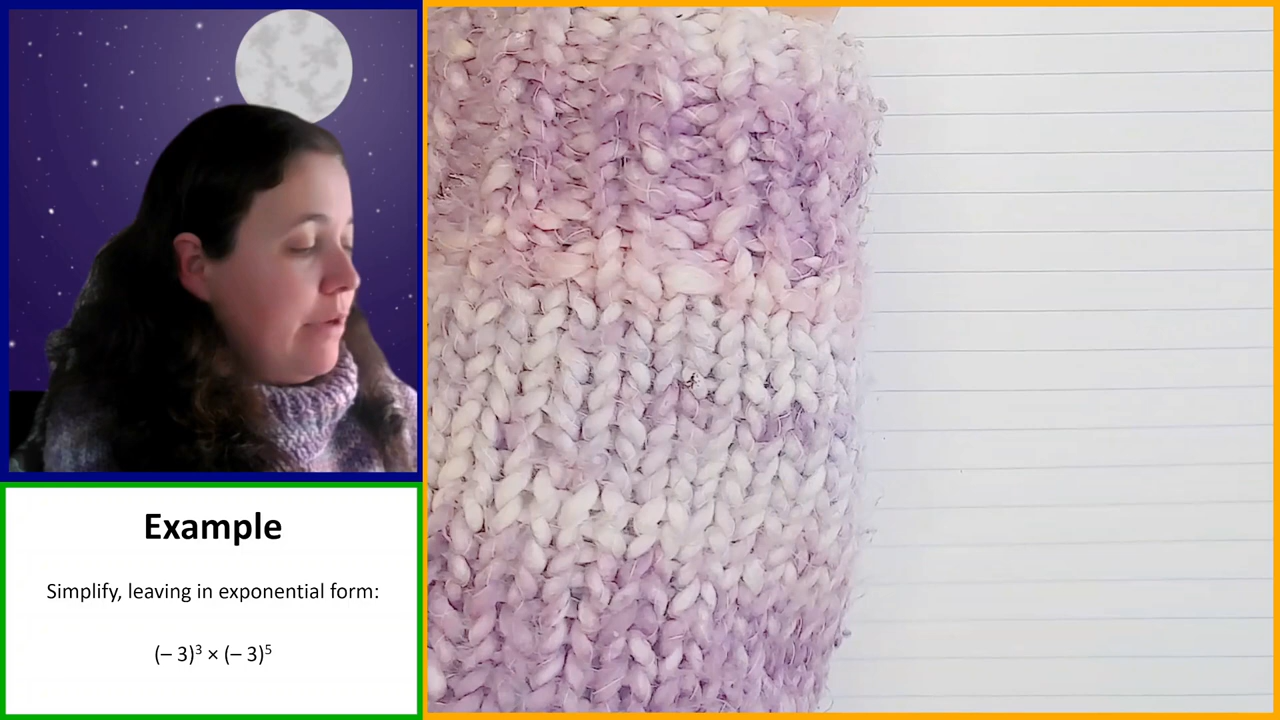 Example
Simplify, leaving in exponential form:
(– 3)³ × (– 3)⁵